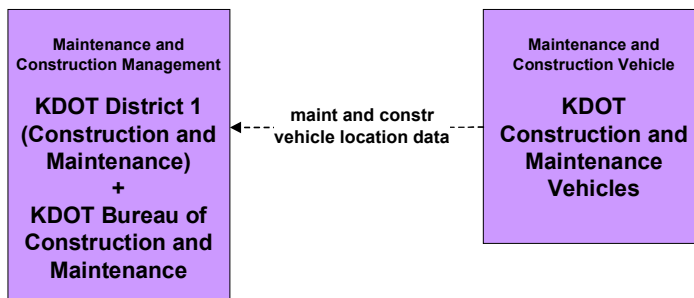 Maintenance and
Construction Management
KDOT District 1
(Construction and
Maintenance)
+
KDOT Bureau of
Construction and
Maintenance
maint and constr
vehicle location data
Maintenance and
Construction Vehicle
KDOT
Construction and
Maintenance
Vehicles